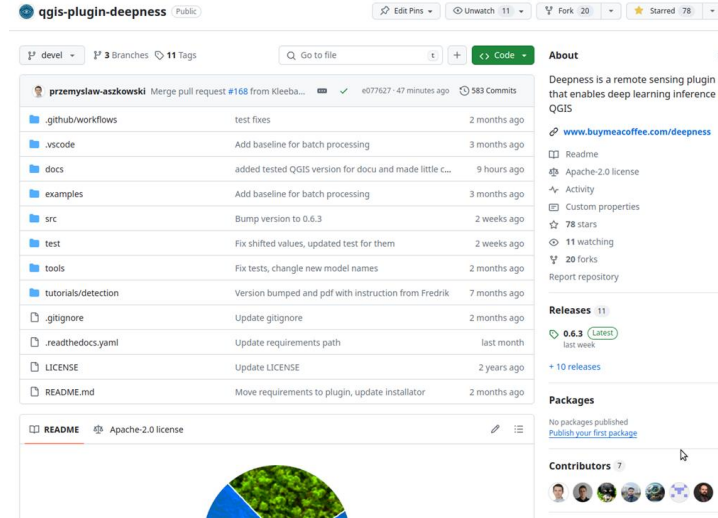 qgis-plugin-deepness Public Edit Pins Unwatch 11 Fork 20 Starred 78
devel 3 Branches 11 Tags Go to file t + <> Code
przemyslaw-aszkowski Merge pull request #168 from Kleeba... e077627 · 47 minutes ago 583 Commits
.github/workflows test fixes 2 months ago
.vscode Add baseline for batch processing 3 months ago
docs added tested QGIS version for docu and made little c... 9 hours ago
examples Add baseline for batch processing 3 months ago
src Bump version to 0.6.3 2 weeks ago
test Fix shifted values, updated test for them 2 weeks ago
tools Fix tests, change new model names 2 months ago
tutorials/detection Version bumped and pdf with instruction from Fredrik 7 months ago
.gitignore Update gitignore 2 months ago
.readthedocs.yaml Update requirements path last month
LICENSE Update LICENSE 2 years ago
README.md Move requirements to plugin, update installator 2 months ago
README Apache-2.0 license
About
Deepness is a remote sensing plugin
that enables deep learning inference
QGIS
www.buymeacoffee.com/deepness
Readme
Apache-2.0 license
Activity
Custom properties
78 stars
11 watching
20 forks
Report repository
Releases 11
0.6.3 Latest
last week
+ 10 releases
Packages
No packages published
Publish your first package
Contributors 7